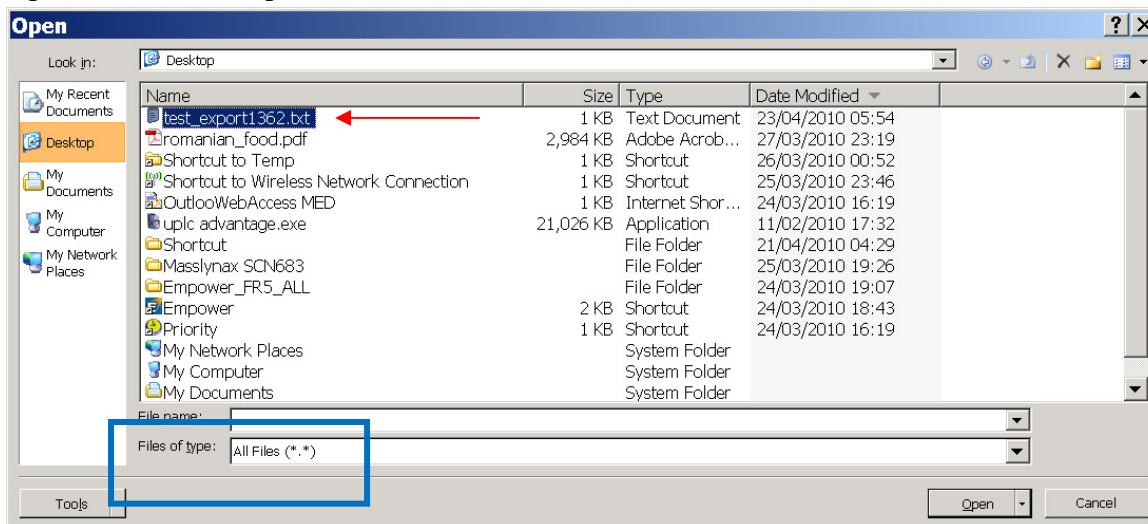 Open
Look in: Desktop
My Recent Documents
Desktop
My Documents
My Computer
My Network Places
Name Size Type Date Modified
test_export1362.txt 1 KB Text Document 23/04/2010 05:54
romanian_food.pdf 2,984 KB Adobe Acrob... 27/03/2010 23:19
Shortcut to Temp 1 KB Shortcut 26/03/2010 00:52
Shortcut to Wireless Network Connection 1 KB Shortcut 25/03/2010 23:46
OutlooWebAccess MED 1 KB Internet Shor... 24/03/2010 16:19
uplc advantage.exe 21,026 KB Application 11/02/2010 17:32
Shortcut File Folder 21/04/2010 04:29
Masslynax SCN683 File Folder 25/03/2010 19:26
Empower_FR5_ALL File Folder 24/03/2010 19:07
Empower 2 KB Shortcut 24/03/2010 18:43
Priority 1 KB Shortcut 24/03/2010 16:19
My Network Places System Folder
My Computer System Folder
My Documents System Folder
File name:
Files of type: All Files (*.*)
Tools Open Cancel